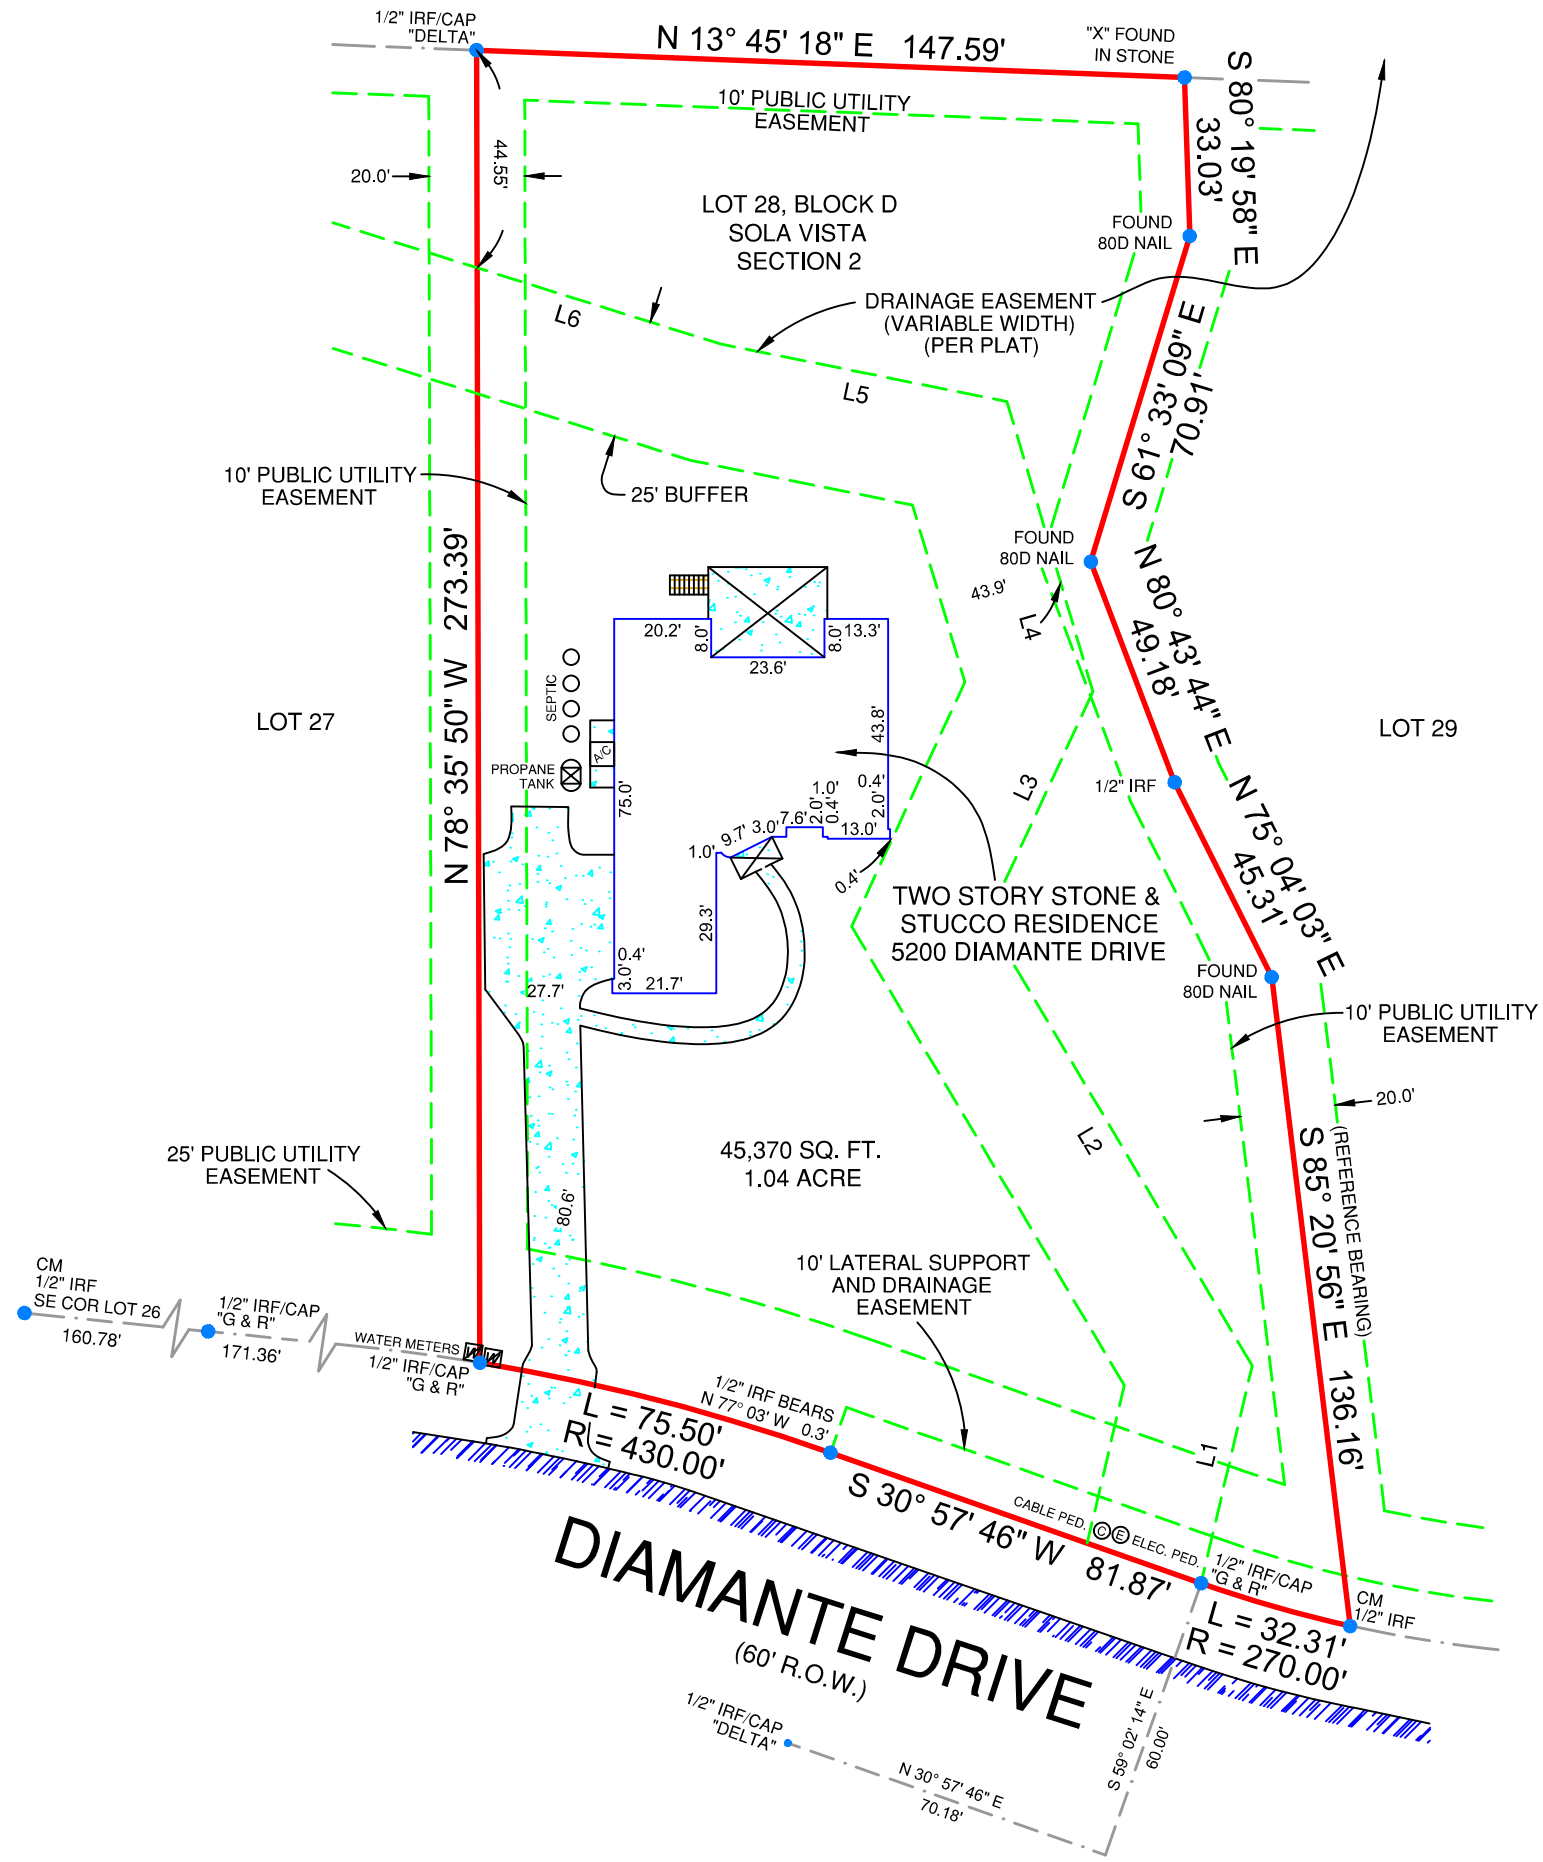 1/2" IRF/CAP
"DELTA"
N 13° 45' 18" E 147.59'
"X" FOUND
IN STONE
S 80° 19' 58" E
33.03'
10' PUBLIC UTILITY
EASEMENT
44.55'
20.0'
LOT 28, BLOCK D
SOLA VISTA
SECTION 2
FOUND
80D NAIL
DRAINAGE EASEMENT
(VARIABLE WIDTH)
(PER PLAT)
L6
L5
S 61° 33' 09" E
70.91'
10' PUBLIC UTILITY
EASEMENT
25' BUFFER
FOUND
80D NAIL
43.9'
L4
N 80° 43' 44" E
49.18'
N 78° 35' 50" W 273.39'
20.2'
8.0'
23.6'
8.0'
13.3'
SEPTIC
A/C
PROPANE
TANK
75.0'
43.8'
0.4'
2.0'
1.0'
2.0'
0.4'
7.6'
3.0'
9.7'
1.0'
13.0'
0.4'
LOT 27
LOT 29
L3
1/2" IRF
N 75° 04' 03" E
45.31'
TWO STORY STONE &
STUCCO RESIDENCE
5200 DIAMANTE DRIVE
29.3'
0.4'
3.0'
21.7'
27.7'
FOUND
80D NAIL
10' PUBLIC UTILITY
EASEMENT
20.0'
(REFERENCE BEARING)
S 85° 20' 56" E 136.16'
L2
45,370 SQ. FT.
1.04 ACRE
25' PUBLIC UTILITY
EASEMENT
80.6'
10' LATERAL SUPPORT
AND DRAINAGE
EASEMENT
CM
1/2" IRF
SE COR LOT 26
160.78'
1/2" IRF/CAP
"G & R"
171.36'
WATER METERS
W W
1/2" IRF/CAP
"G & R"
1/2" IRF BEARS
N 77° 03' W 0.3'
L = 75.50'
R = 430.00'
L1
S 30° 57' 46" W 81.87'
CABLE PED.
C E
ELEC. PED.
1/2" IRF/CAP
"G & R"
CM
1/2" IRF
L = 32.31'
R = 270.00'
DIAMANTE DRIVE
(60' R.O.W.)
1/2" IRF/CAP
"DELTA"
N 30° 57' 46" E
70.18'
S 59° 02' 14" E
60.00'